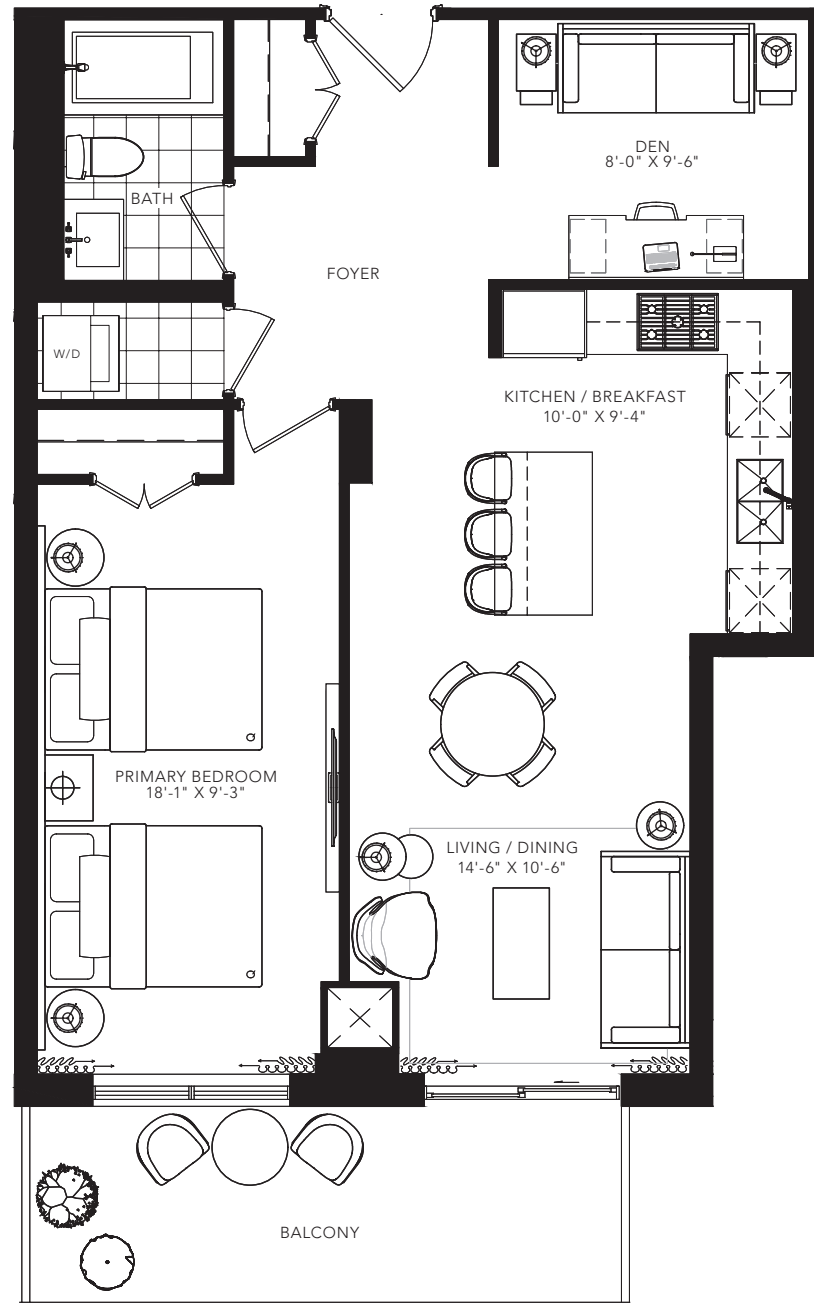 DEN
8'-0" X 9'-6"
BATH
FOYER
W/D
KITCHEN / BREAKFAST
10'-0" X 9'-4"
PRIMARY BEDROOM
18'-1" X 9'-3"
LIVING / DINING
14'-6" X 10'-6"
BALCONY